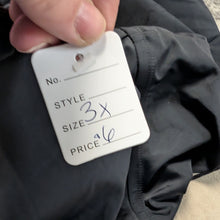 No.
STYLE
SIZE 3X
PRICE $6